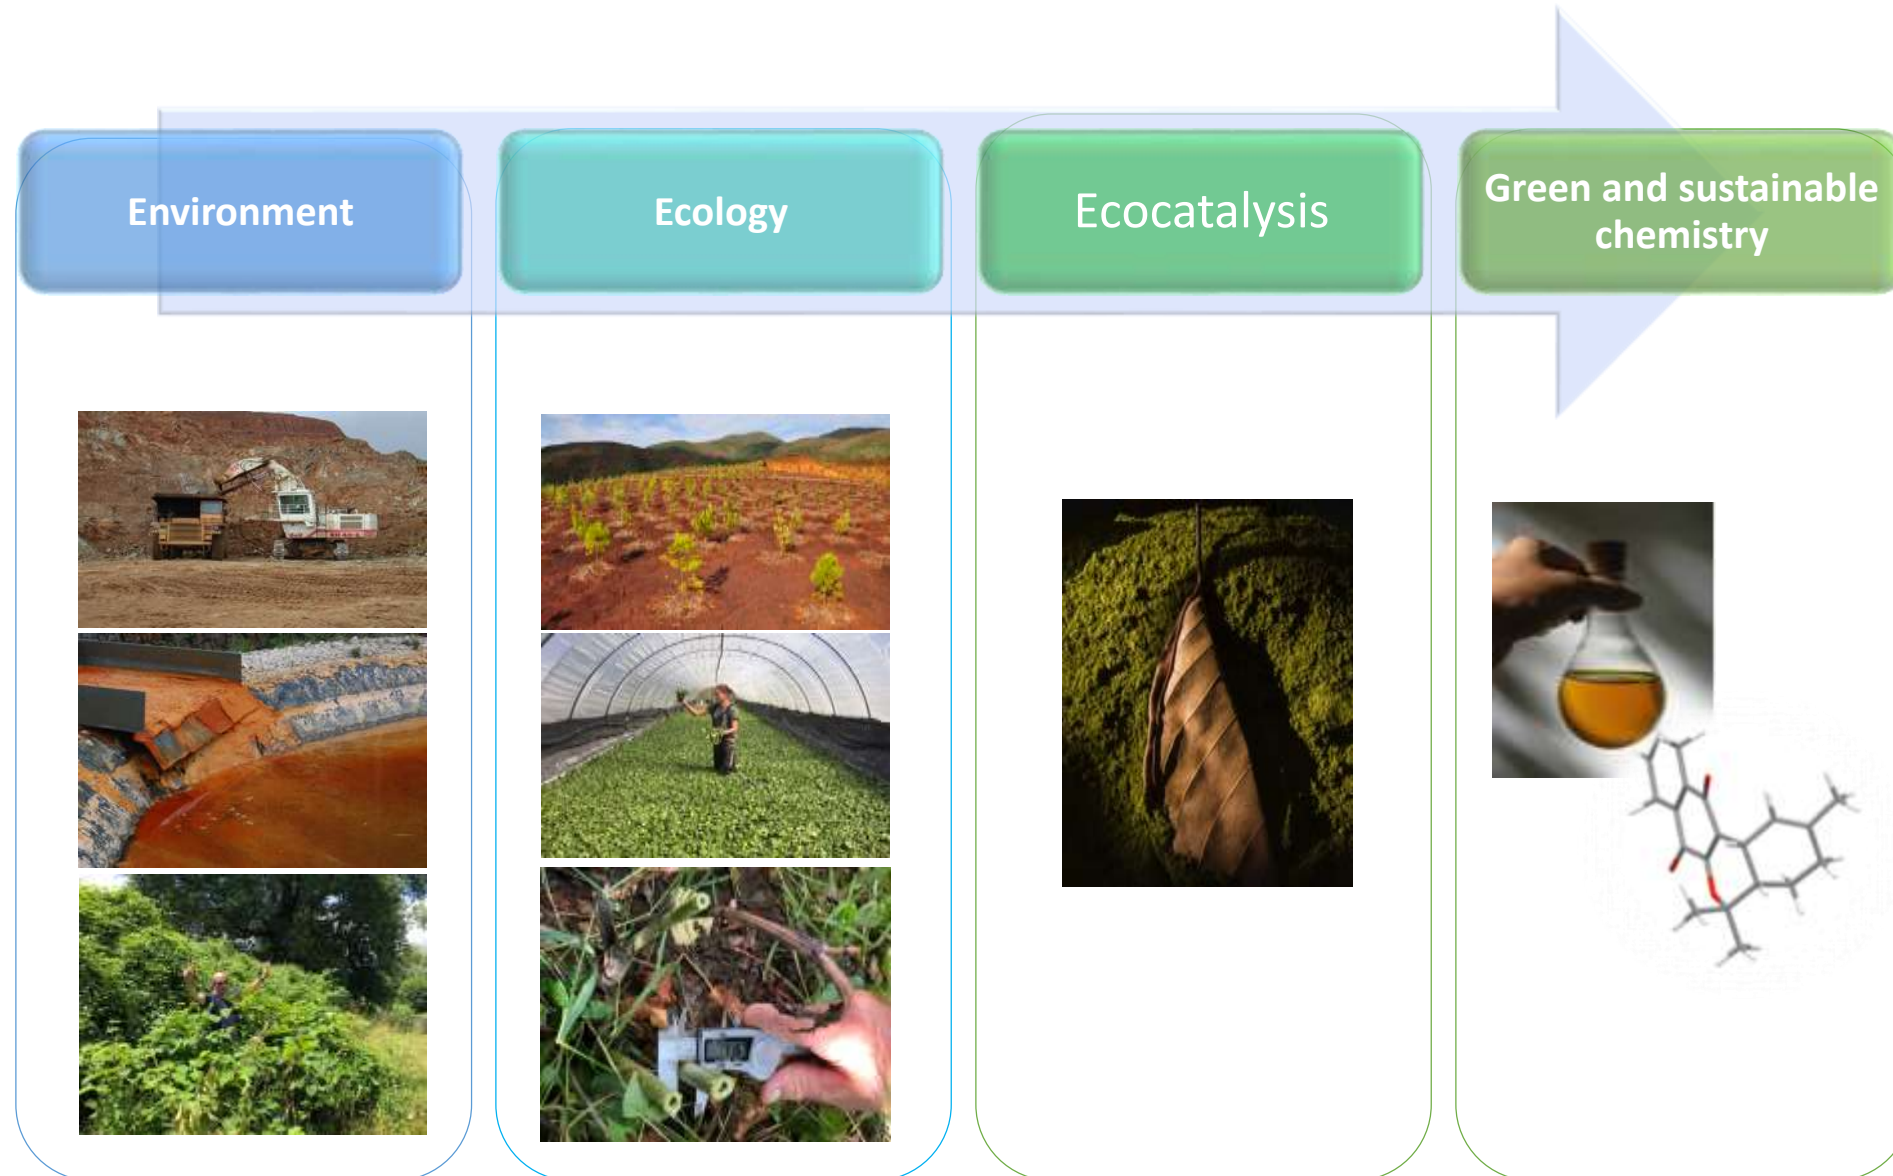 Environment
Ecology
Ecocatalysis
Green and sustainable
chemistry